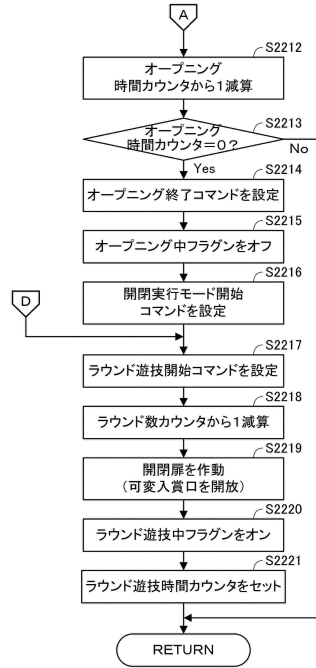 A
S2212
オープニング
時間カウンタから1減算
S2213
オープニング
時間カウンタ=0?
No
Yes
S2214
オープニング終了コマンドを設定
S2215
オープニング中フラグンをオフ
S2216
開閉実行モード開始
コマンドを設定
D
S2217
ラウンド遊技開始コマンドを設定
S2218
ラウンド数カウンタから1減算
S2219
開閉扉を作動
(可変入賞口を開放)
S2220
ラウンド遊技中フラグンをオン
S2221
ラウンド遊技時間カウンタをセット
RETURN